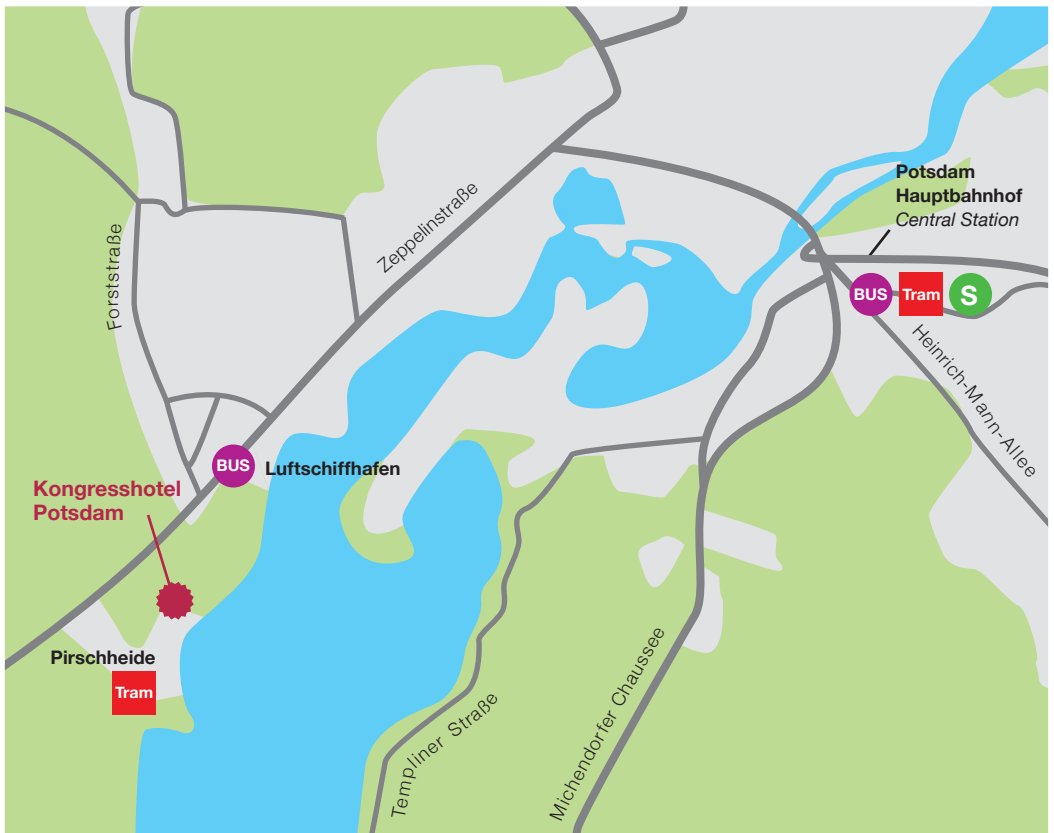 Potsdam
Hauptbahnhof
Central Station
Zeppelinstraße
Forststraße
BUS
Tram
S
Heinrich-Mann-Allee
BUS
Luftschiffhafen
Kongresshotel
Potsdam
Pirschheide
Tram
Templiner Straße
Michendorfer Chaussee